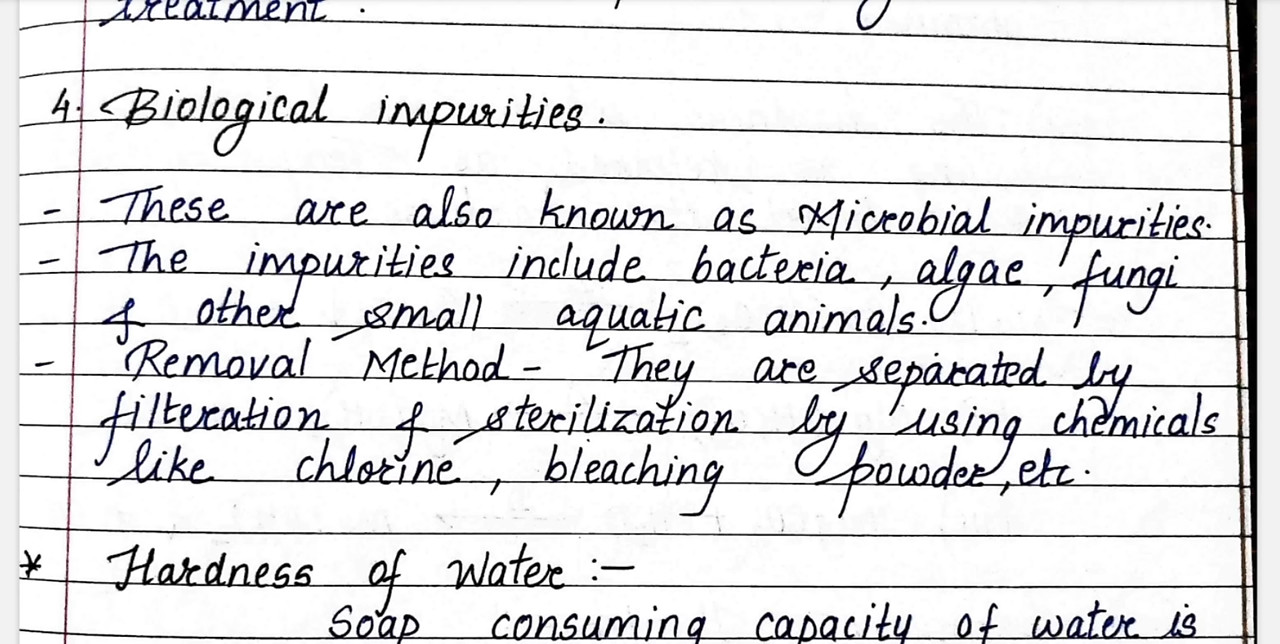 treatment.
4. Biological impurities.
- These are also known as Microbial impurities.
- The impurities include bacteria, algae, fungi
& other small aquatic animals.
- Removal Method - They are separated by
filteration & sterilization by using chemicals
like chlorine, bleaching powder, etc.
* Hardness of Water :-
Soap consuming capacity of water is